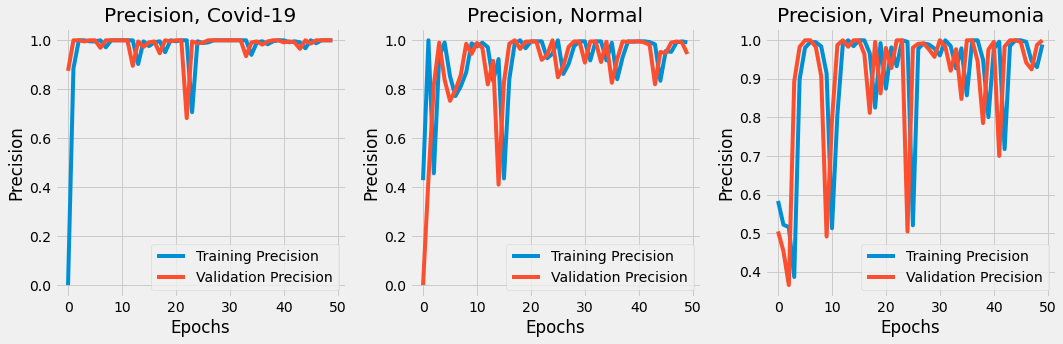 Precision, Covid-19
1.0
0.8
0.6
0.4
0.2
0.0
Precision
0 10 20 30 40 50
Epochs
Training Precision
Validation Precision
Precision, Normal
1.0
0.8
0.6
0.4
0.2
0.0
Precision
0 10 20 30 40 50
Epochs
Training Precision
Validation Precision
Precision, Viral Pneumonia
1.0
0.9
0.8
0.7
0.6
0.5
0.4
Precision
0 10 20 30 40 50
Epochs
Training Precision
Validation Precision